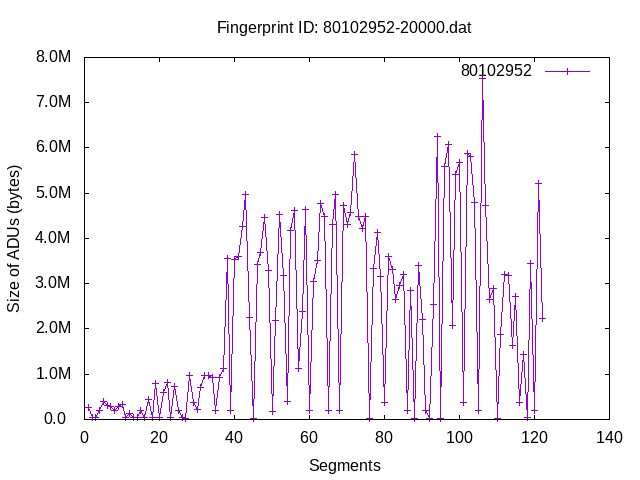 Fingerprint ID: 80102952-20000.dat
8.0M
80102952
7.0M
6.0M
5.0M
4.0M
3.0M
2.0M
1.0M
0.0
Size of ADUs (bytes)
0 20 40 60 80 100 120 140
Segments